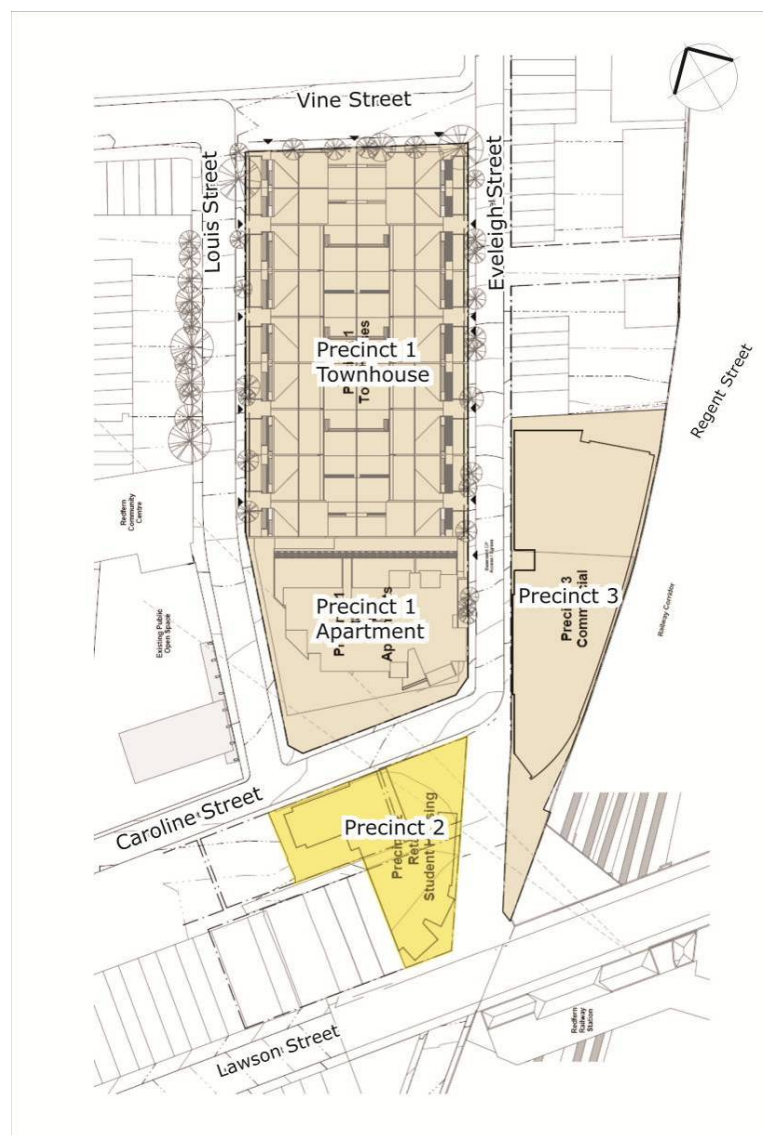 Vine Street
Louis Street
Eveleigh Street
Precinct 1
Townhouse
Regent Street
Redfern
Community
Centre
Precinct 1
Apartment
Precinct 3
Commercial
Railway Corridor
Existing Public
Open Space
Caroline Street
Precinct 2
Student Housing
Lawson Street
Redfern
Railway
Station